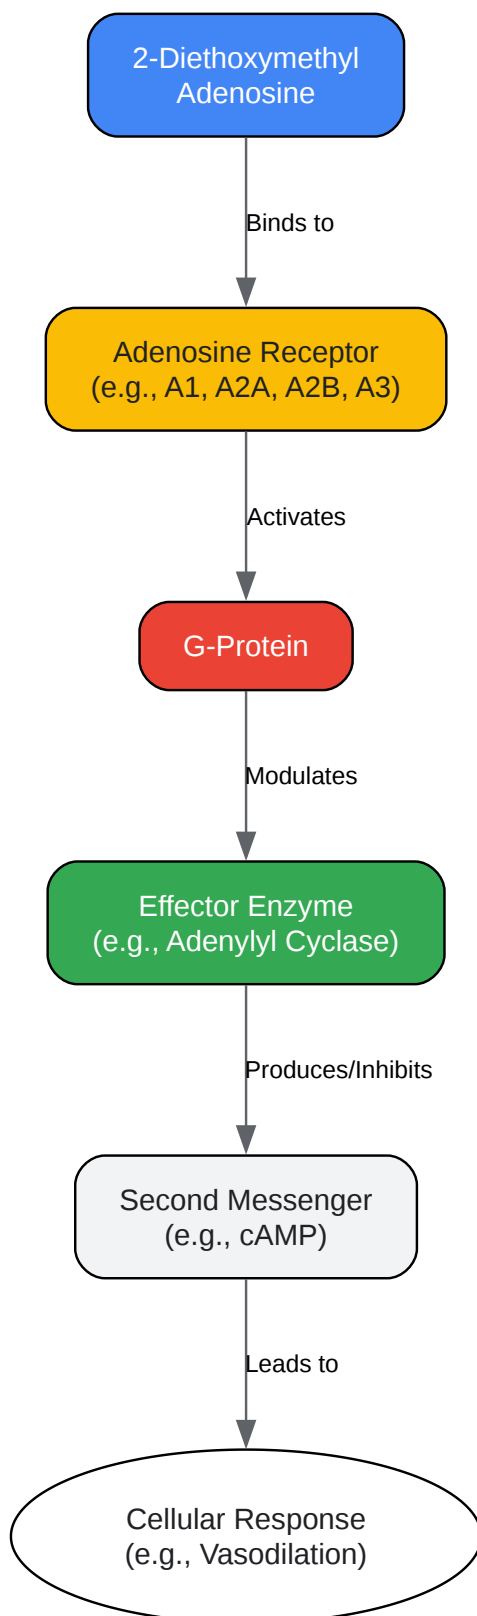 2-Diethoxymethyl
Adenosine
Binds to
Adenosine Receptor
(e.g., A1, A2A, A2B, A3)
Activates
G-Protein
Modulates
Effector Enzyme
(e.g., Adenylyl Cyclase)
Produces/Inhibits
Second Messenger
(e.g., cAMP)
Leads to
Cellular Response
(e.g., Vasodilation)